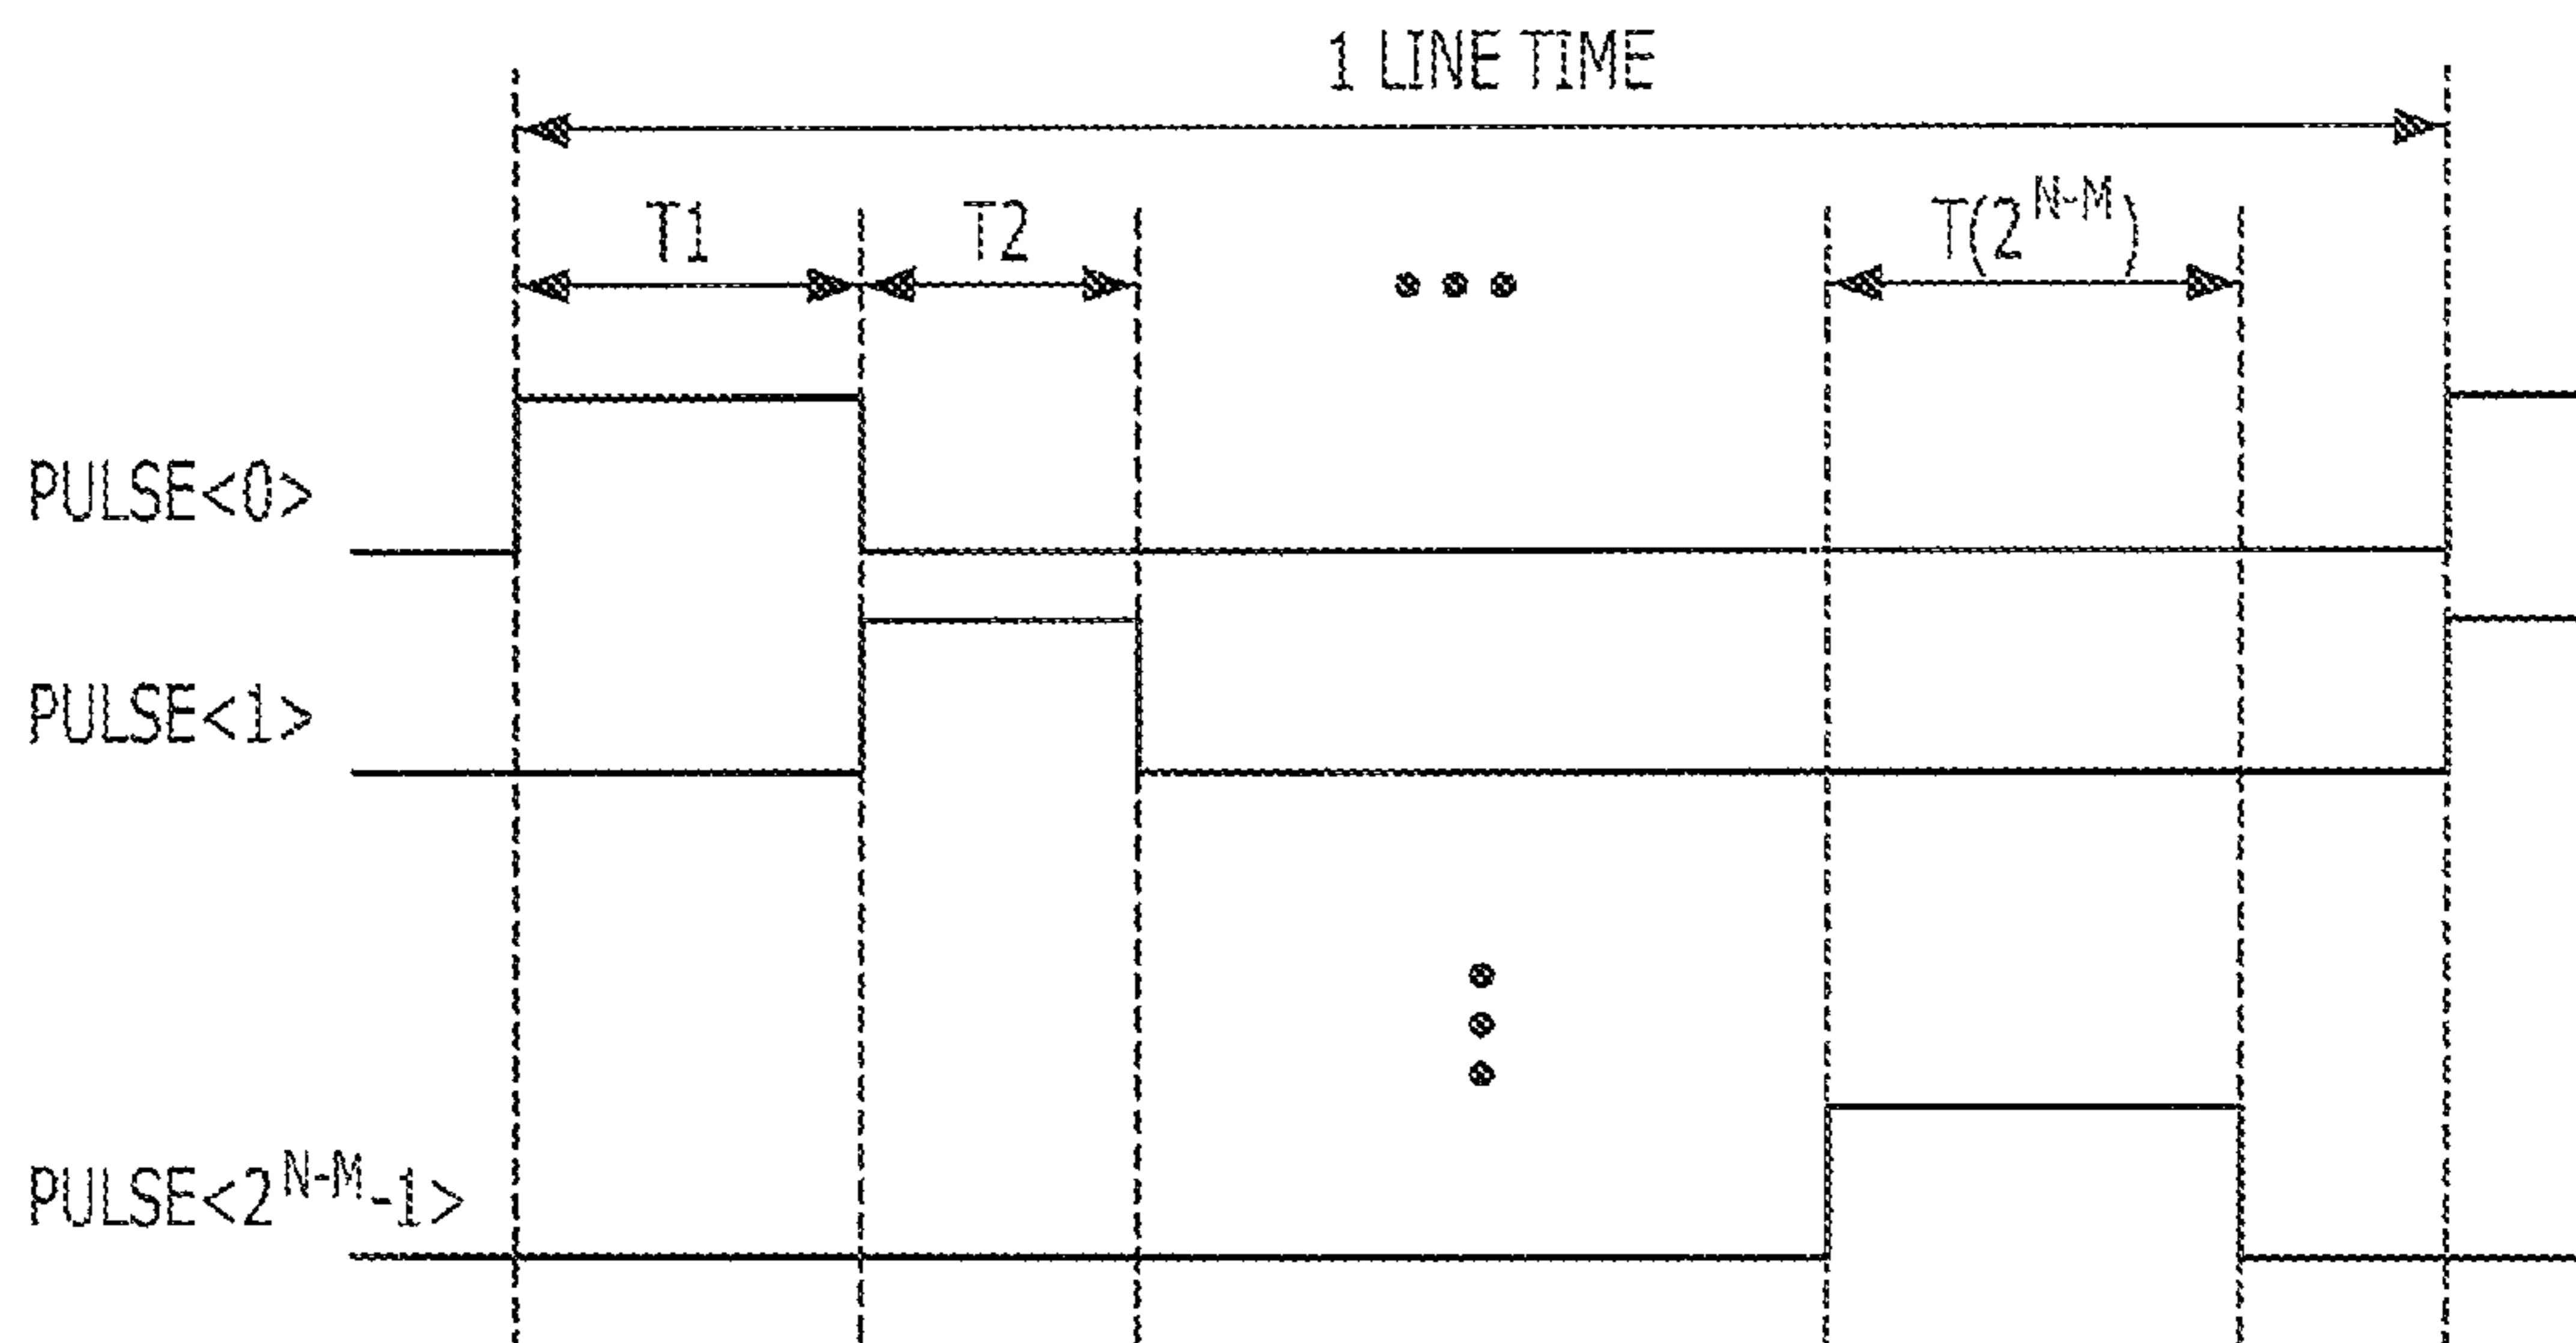 1 LINE TIME
T1 T2 ••• T(2^N-M)
PULSE<0>
PULSE<1>
PULSE<2^N-M-1>